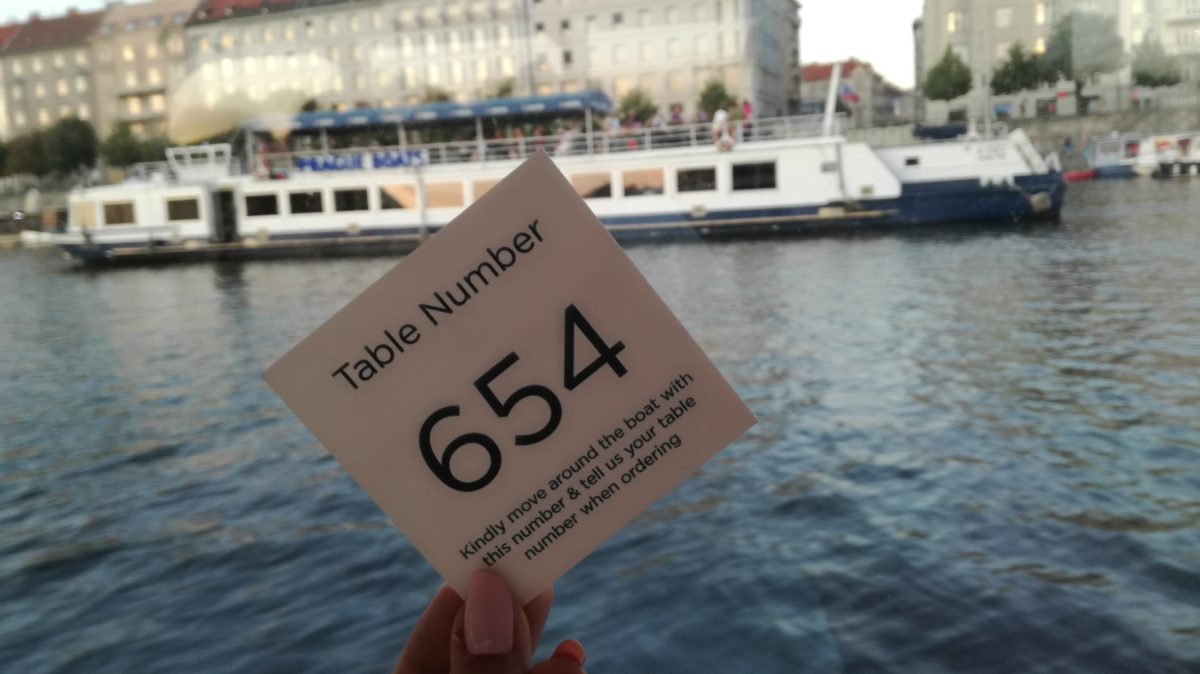 PRAGUE BOATS
Table Number
654
Kindly move around the boat with
this number & tell us your table
number when ordering